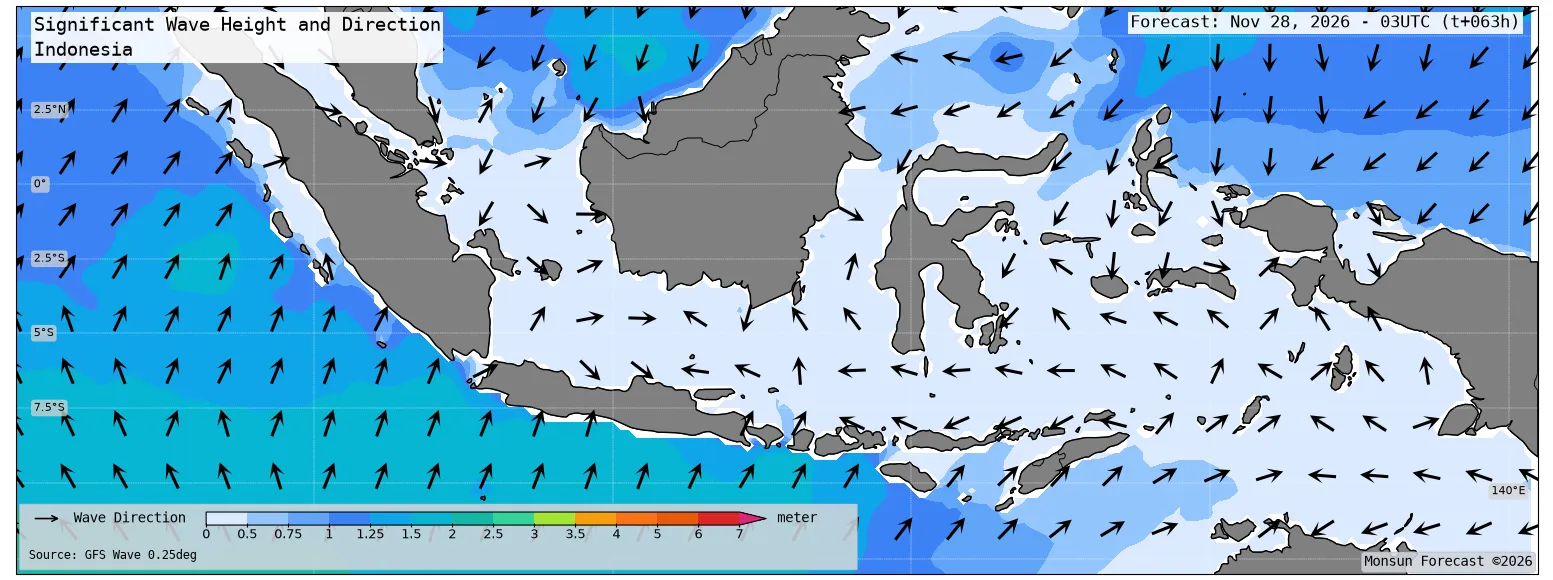 Significant Wave Height and Direction
Indonesia
Forecast: Nov 28, 2026 - 03UTC (t+063h)
2.5°N
0°
2.5°S
5°S
7.5°S
140°E
Wave Direction
0 0.5 0.75 1 1.25 1.5 2 2.5 3 3.5 4 5 6 7
meter
Source: GFS Wave 0.25deg
Monsun Forecast ©2026